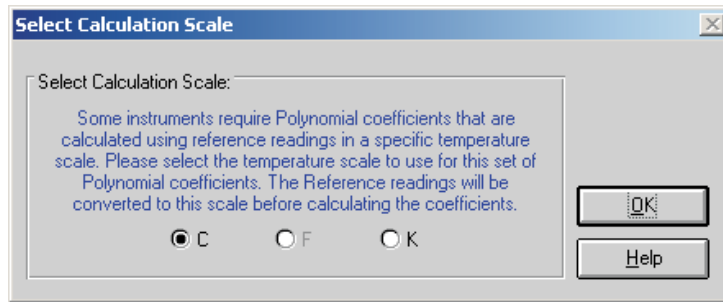 Select Calculation Scale
Select Calculation Scale:
Some instruments require Polynomial coefficients that are
calculated using reference readings in a specific temperature
scale. Please select the temperature scale to use for this set of
Polynomial coefficients. The Reference readings will be
converted to this scale before calculating the coefficients.
C F K
OK
Help